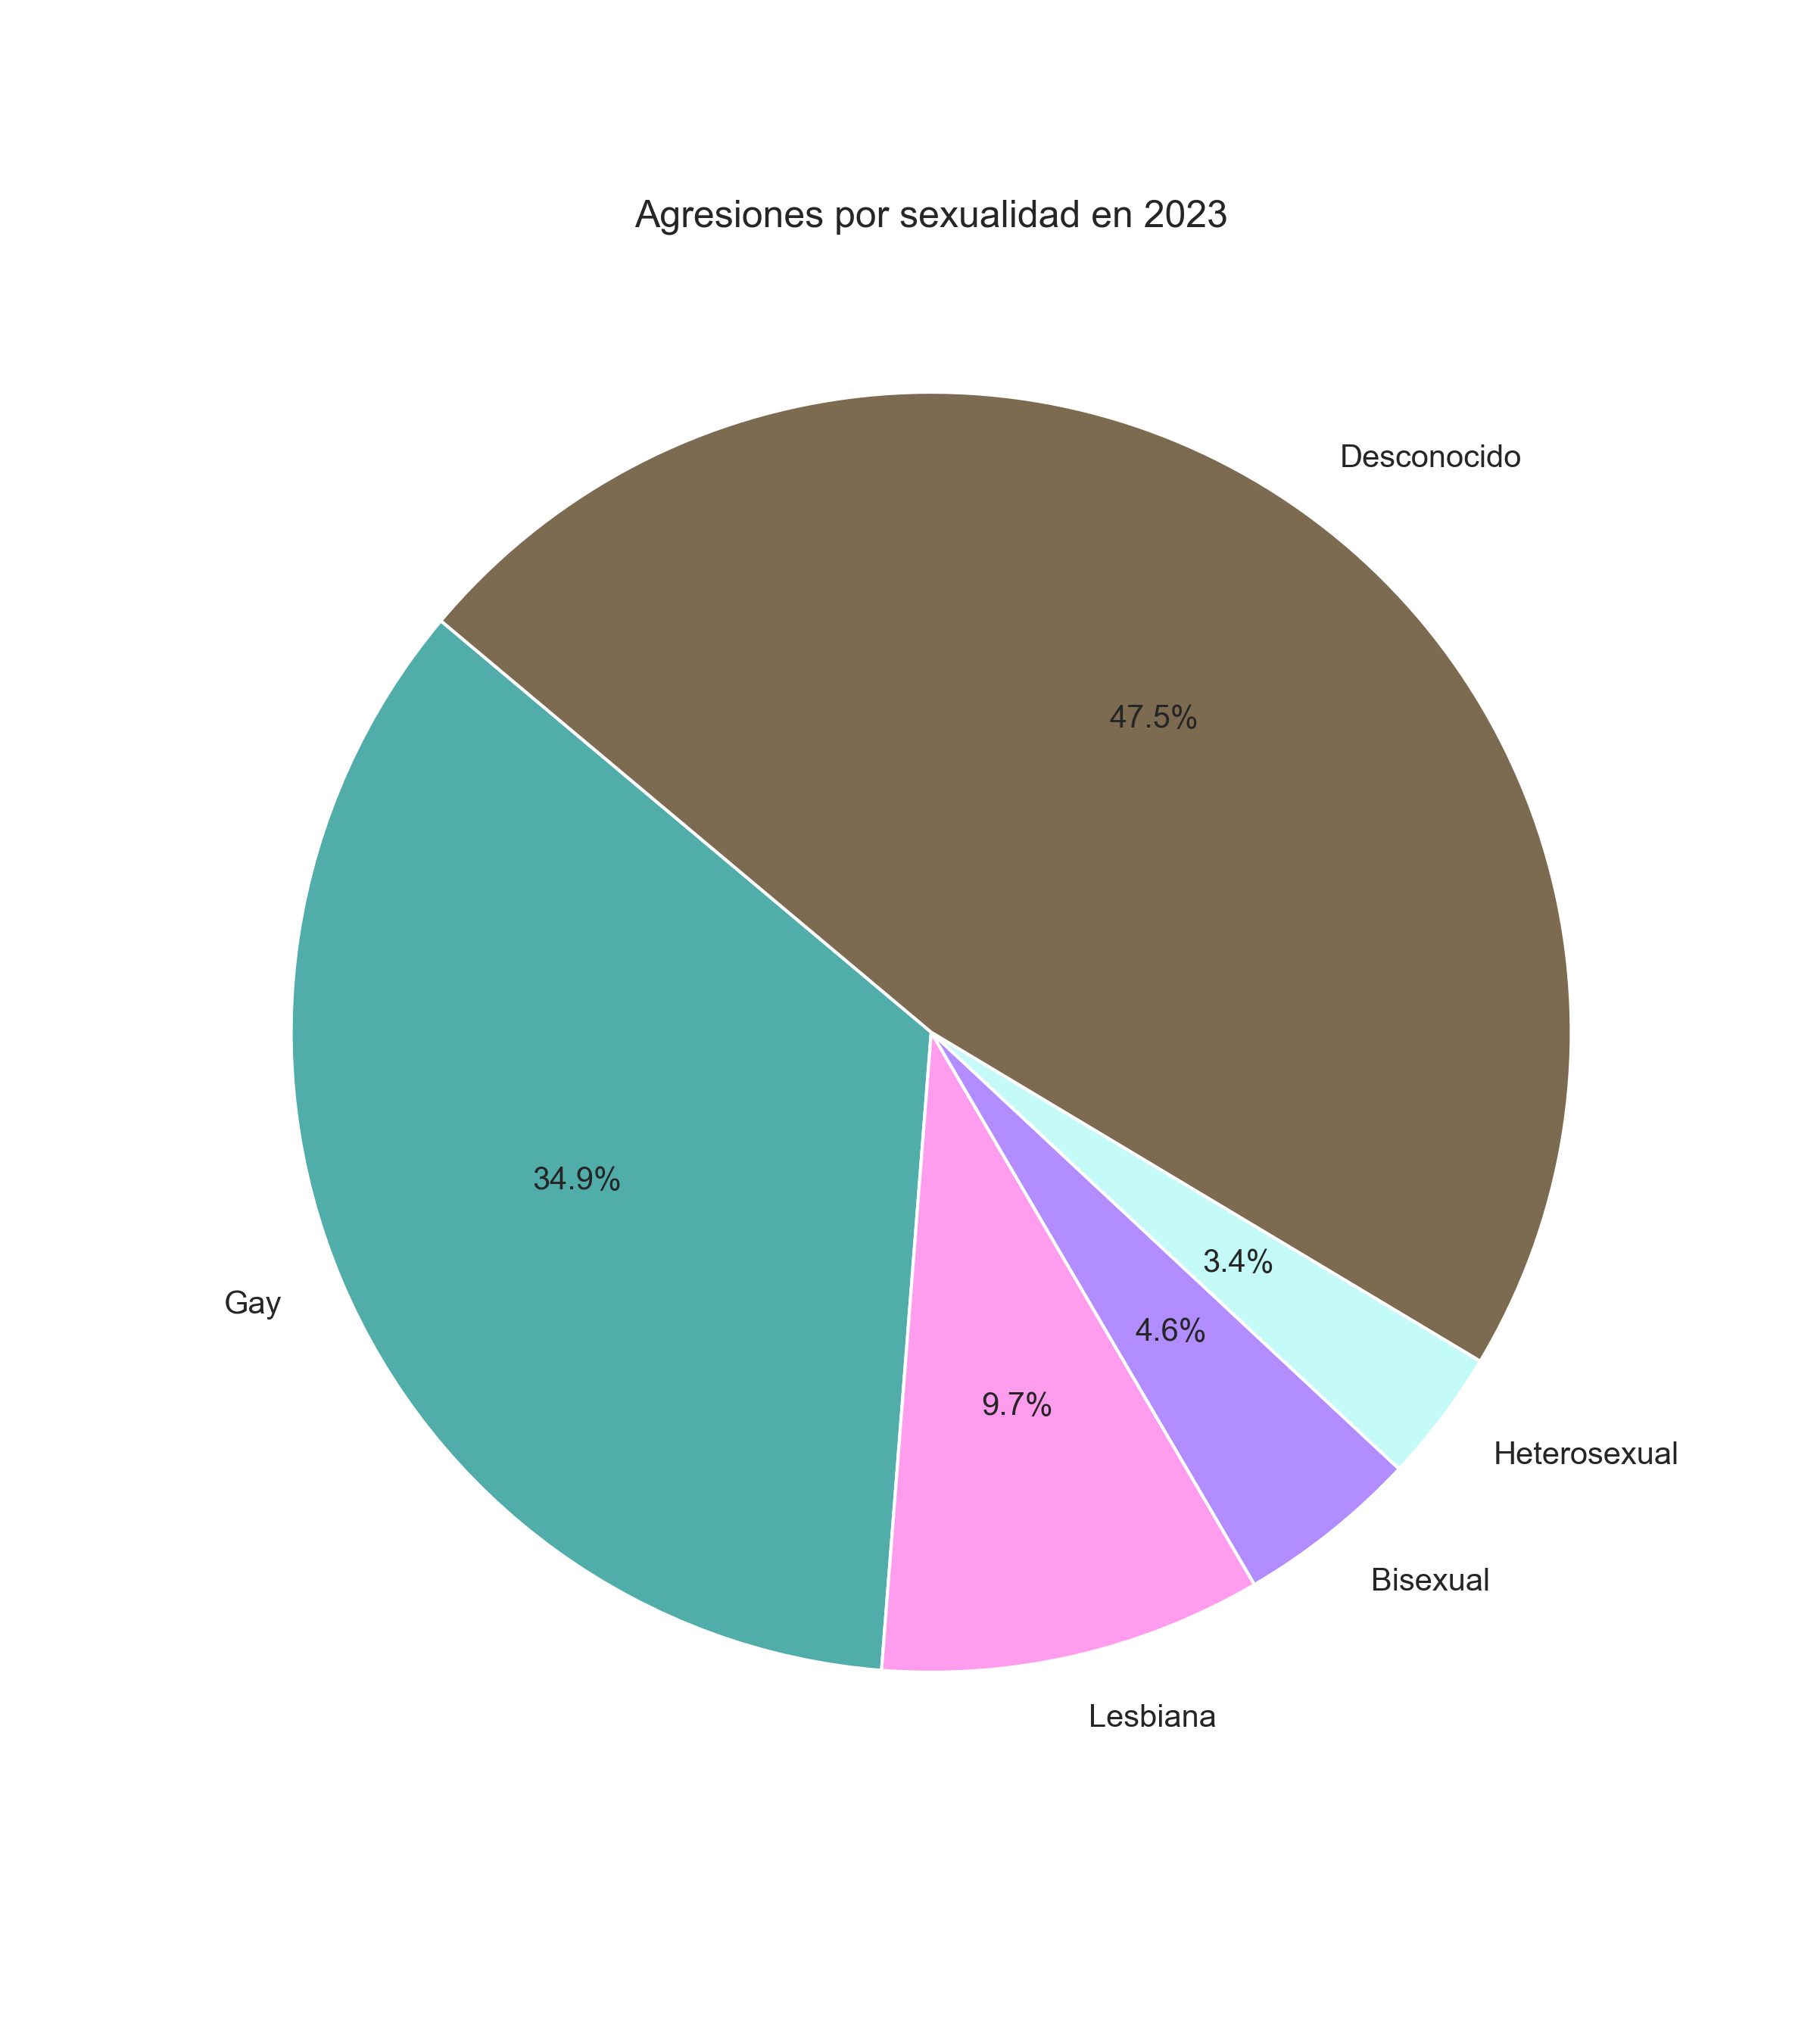 Agresiones por sexualidad en 2023
Desconocido
47.5%
34.9%
Gay
3.4%
4.6%
9.7%
Heterosexual
Bisexual
Lesbiana